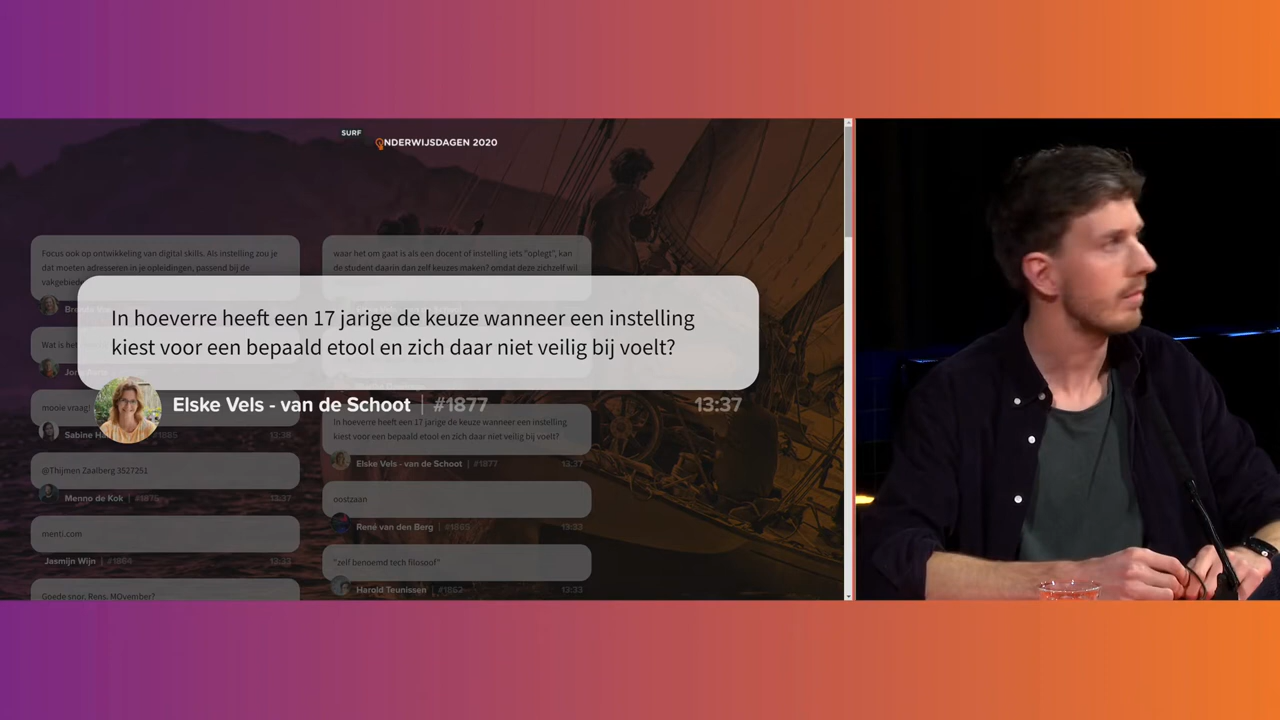 SURF
NDERWIJSDAGEN 2020
Focus ook op ontwikkeling van digital skills. Als instelling zou je
dat moeten adresseren in je opleidingen, passend bij de
waar het om gaat is als een docent of instelling iets "oplegt", kan
de student daarin dan zelf keuzes maken? omdat deze zichzelf wil
In hoeverre heeft een 17 jarige de keuze wanneer een instelling
kiest voor een bepaald etool en zich daar niet veilig bij voelt?
Elske Vels - van de Schoot | #1877 13:37
Wat is het
mooie vraag!
Sabine
@Thijmen Zaalberg 3527251
Menno de Kok | #1876 13:37
menti.com
Jasmijn Wijn | #1864 13:33
Goede snor, Rens. MOvember?
In hoeverre heeft een 17 jarige de keuze wanneer een instelling
kiest voor een bepaald etool en zich daar niet veilig bij voelt?
Elske Vels - van de Schoot | #1877 13:37
oostzaan
René van den Berg | #1865 13:33
"zelf benoemd tech filosoof"
Harold Teunissen | #1862 13:33